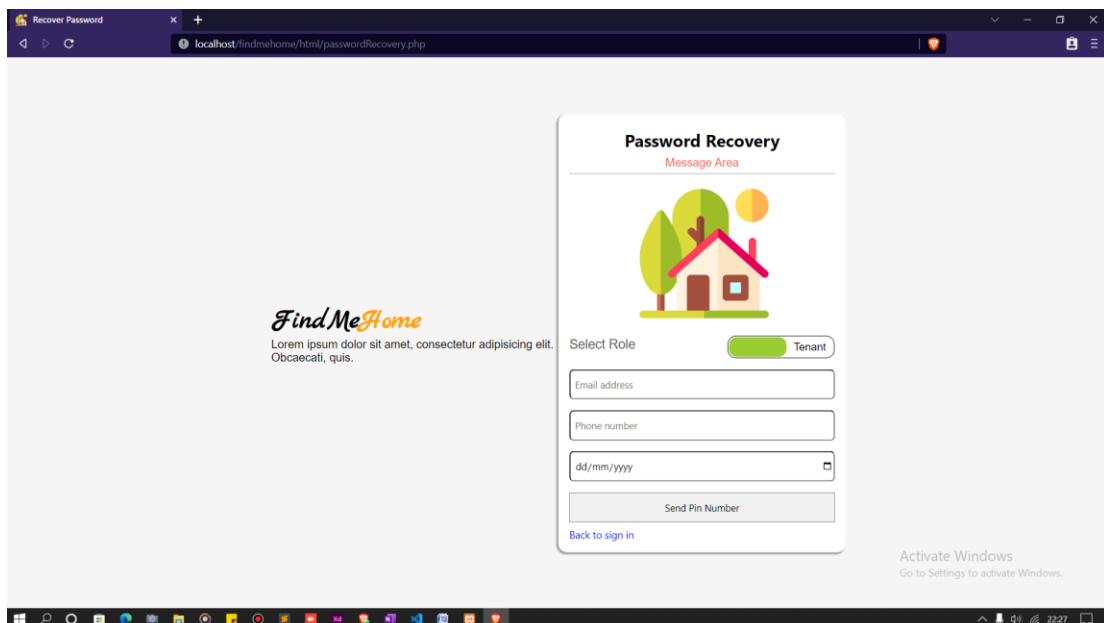 Recover Password
localhost/findmehome/html/passwordRecovery.php
Password Recovery
Message Area
FindMeHome
Lorem ipsum dolor sit amet, consectetur adipisicing elit.
Obcaecati, quis.
Select Role
Tenant
Email address
Phone number
dd/mm/yyyy
Send Pin Number
Back to sign in
Activate Windows
Go to Settings to activate Windows.
22:27